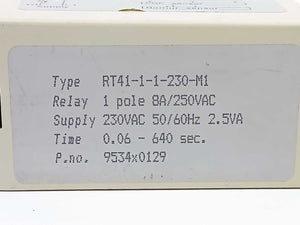 Type RT41-1-1-230-M1
Relay 1 pole 8A/250VAC
Supply 230VAC 50/60Hz 2.5VA
Time 0.06 - 640 sec.
P.no. 9534x0129